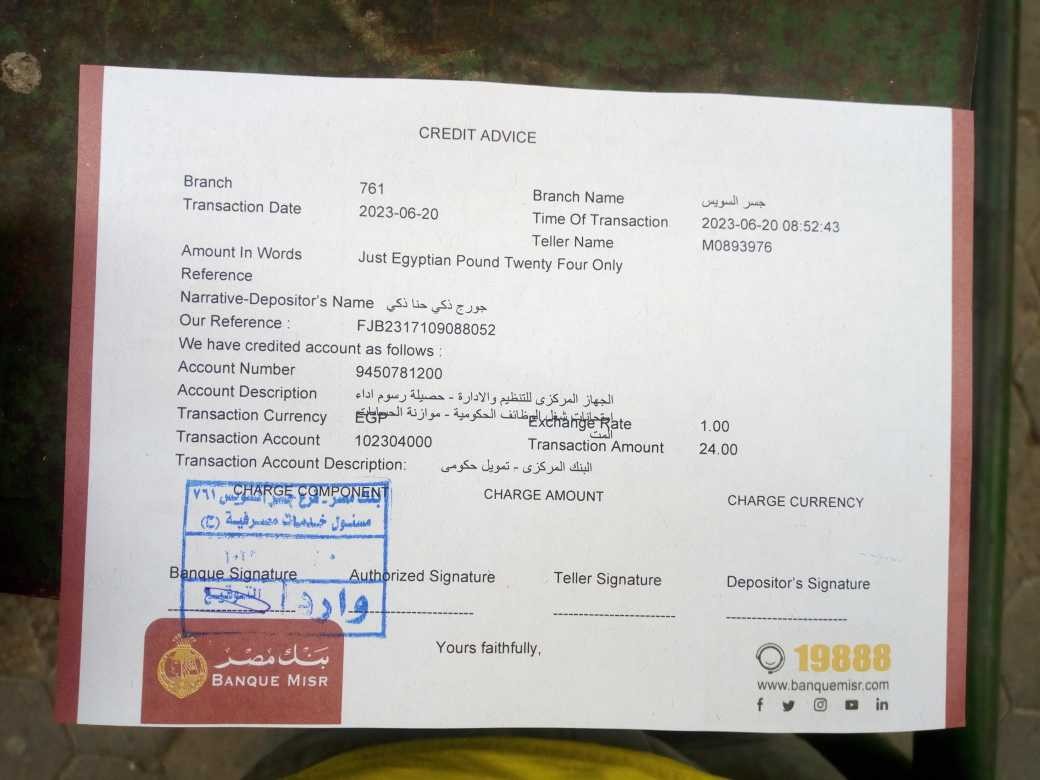 CREDIT ADVICE
Branch 761 Branch Name جسر السويس
Transaction Date 2023-06-20 Time Of Transaction 2023-06-20 08:52:43
Teller Name M0893976
Amount In Words Just Egyptian Pound Twenty Four Only
Reference
Narrative-Depositor's Name جورج ذكي حنا ذكي
Our Reference : FJB2317109088052
We have credited account as follows :
Account Number 9450781200
Account Description الجهاز المركزى للتنظيم والادارة - حصيلة رسوم اداء
امتحانات شغل الوظائف الحكومية - موازنة الحسابات
المت
Transaction Currency EGP Exchange Rate 1.00
Transaction Account 102304000 Transaction Amount 24.00
Transaction Account Description: البنك المركزى - تمويل حكومى
CHARGE COMPONENT CHARGE AMOUNT CHARGE CURRENCY
بنك مصر - فرع جسر السويس ٧٦١
مسئول خدمات مصرفية (ح)
Banque Signature Authorized Signature Teller Signature Depositor's Signature
التوقيع وارد
Yours faithfully,
بنك مصر
BANQUE MISR
19888
www.banquemisr.com